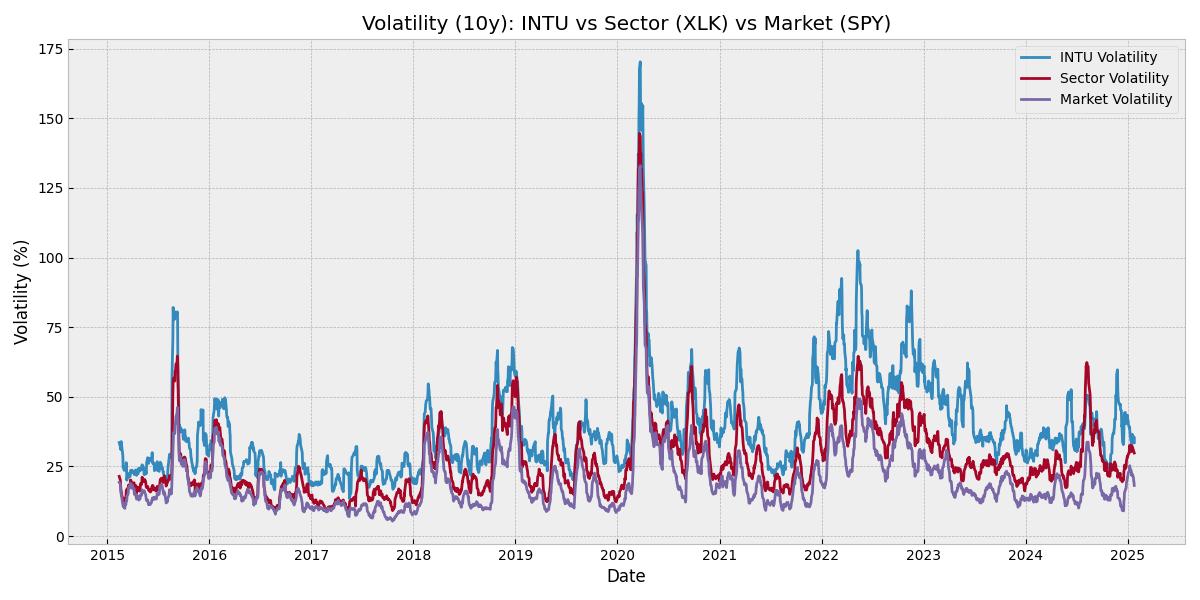 Volatility (10y): INTU vs Sector (XLK) vs Market (SPY)
INTU Volatility
Sector Volatility
Market Volatility
Volatility (%)
175
150
125
100
75
50
25
0
2015 2016 2017 2018 2019 2020 2021 2022 2023 2024 2025
Date